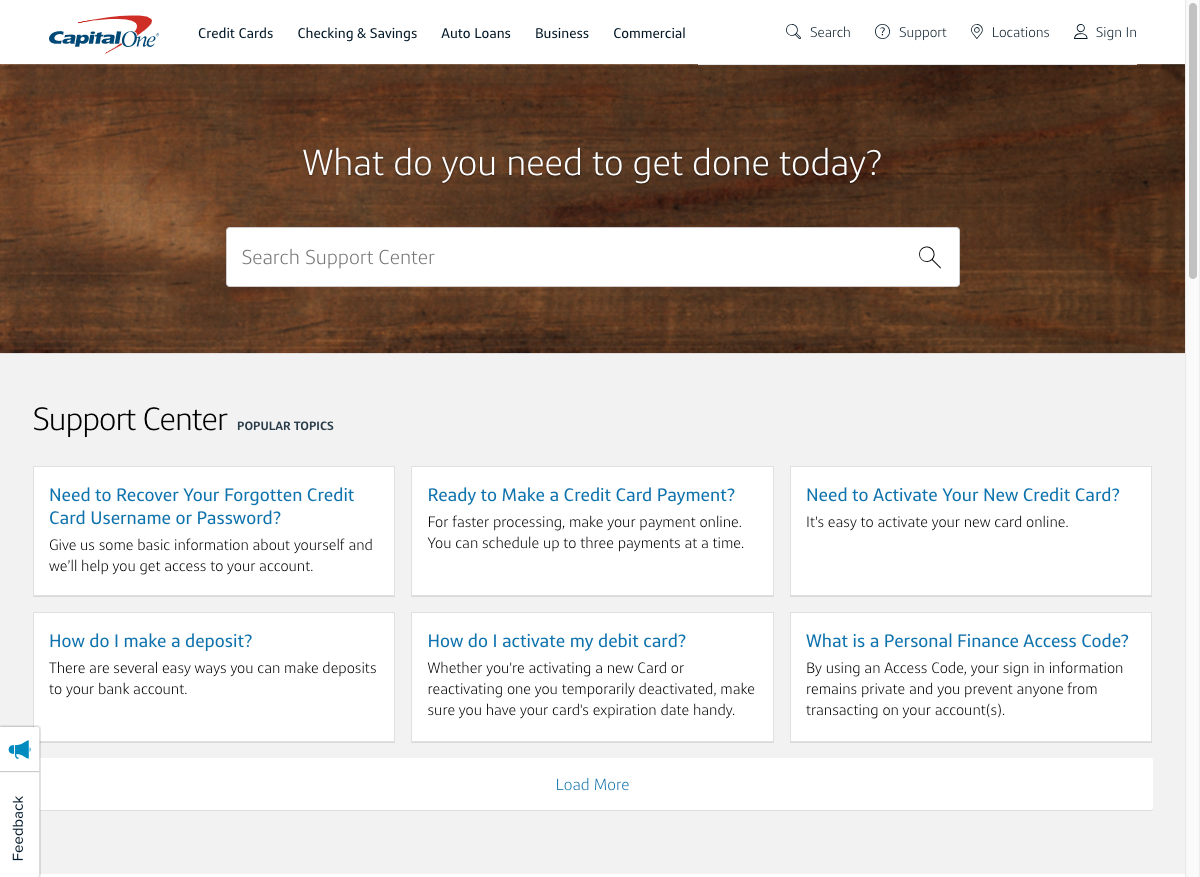 Capital One
Credit Cards
Checking & Savings
Auto Loans
Business
Commercial
Search
Support
Locations
Sign In
What do you need to get done today?
Search Support Center
Support Center POPULAR TOPICS
Need to Recover Your Forgotten Credit
Card Username or Password?
Give us some basic information about yourself and
we'll help you get access to your account.
Ready to Make a Credit Card Payment?
For faster processing, make your payment online.
You can schedule up to three payments at a time.
Need to Activate Your New Credit Card?
It's easy to activate your new card online.
How do I make a deposit?
There are several easy ways you can make deposits
to your bank account.
How do I activate my debit card?
Whether you're activating a new Card or
reactivating one you temporarily deactivated, make
sure you have your card's expiration date handy.
What is a Personal Finance Access Code?
By using an Access Code, your sign in information
remains private and you prevent anyone from
transacting on your account(s).
Load More
Feedback